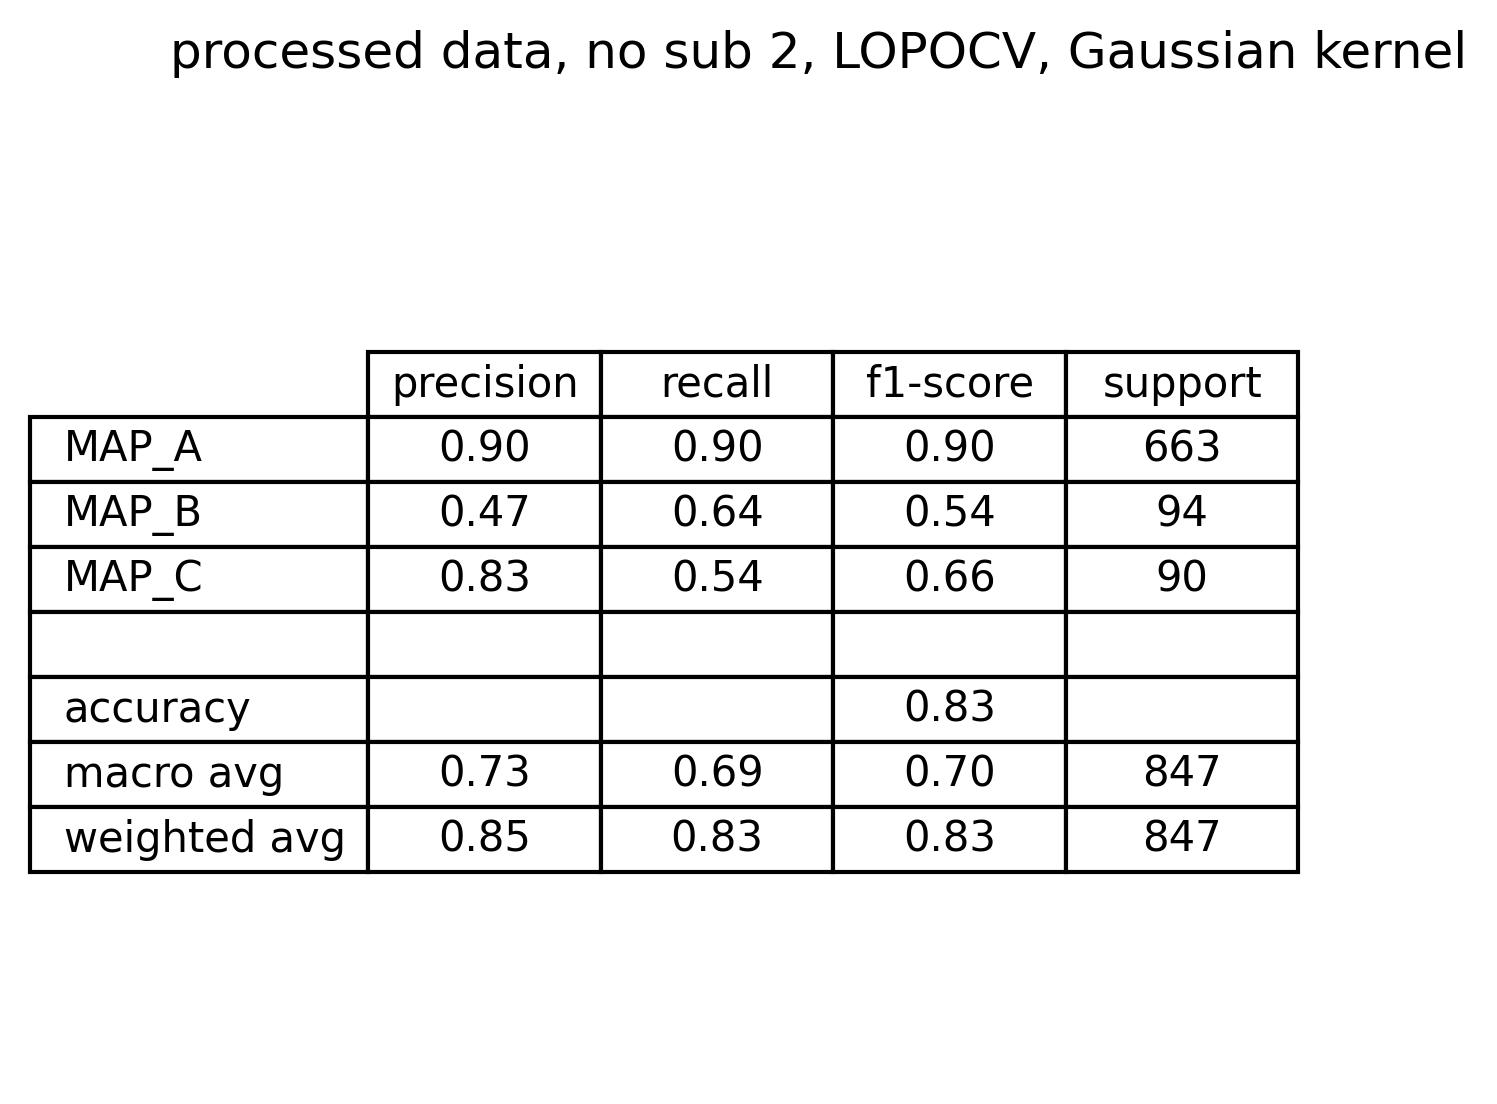 processed data, no sub 2, LOPOCV, Gaussian kernel
precision recall f1-score support
MAP_A 0.90 0.90 0.90 663
MAP_B 0.47 0.64 0.54 94
MAP_C 0.83 0.54 0.66 90
accuracy 0.83
macro avg 0.73 0.69 0.70 847
weighted avg 0.85 0.83 0.83 847